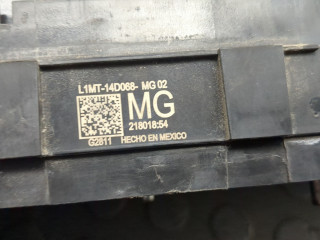 L1MT-14D068- MG 02
MG
218018:54
G2811 HECHO EN MEXICO